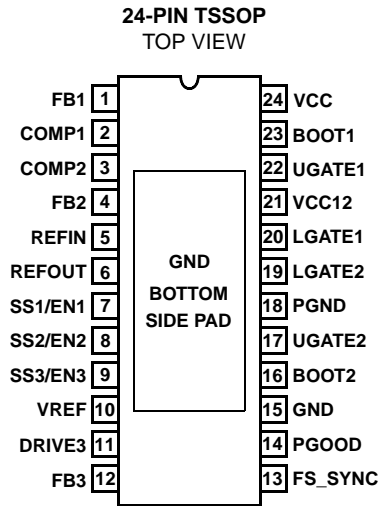 24-PIN TSSOP
TOP VIEW
FB1 1
COMP1 2
COMP2 3
FB2 4
REFIN 5
REFOUT 6
SS1/EN1 7
SS2/EN2 8
SS3/EN3 9
VREF 10
DRIVE3 11
FB3 12
GND
BOTTOM
SIDE PAD
24 VCC
23 BOOT1
22 UGATE1
21 VCC12
20 LGATE1
19 LGATE2
18 PGND
17 UGATE2
16 BOOT2
15 GND
14 PGOOD
13 FS_SYNC